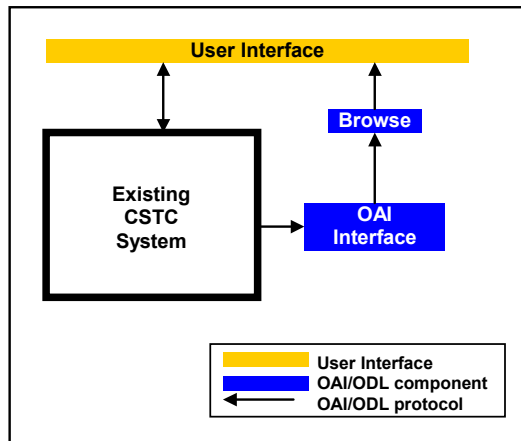 User Interface
Browse
Existing
CSTC
System
OAI
Interface
User Interface
OAI/ODL component
OAI/ODL protocol